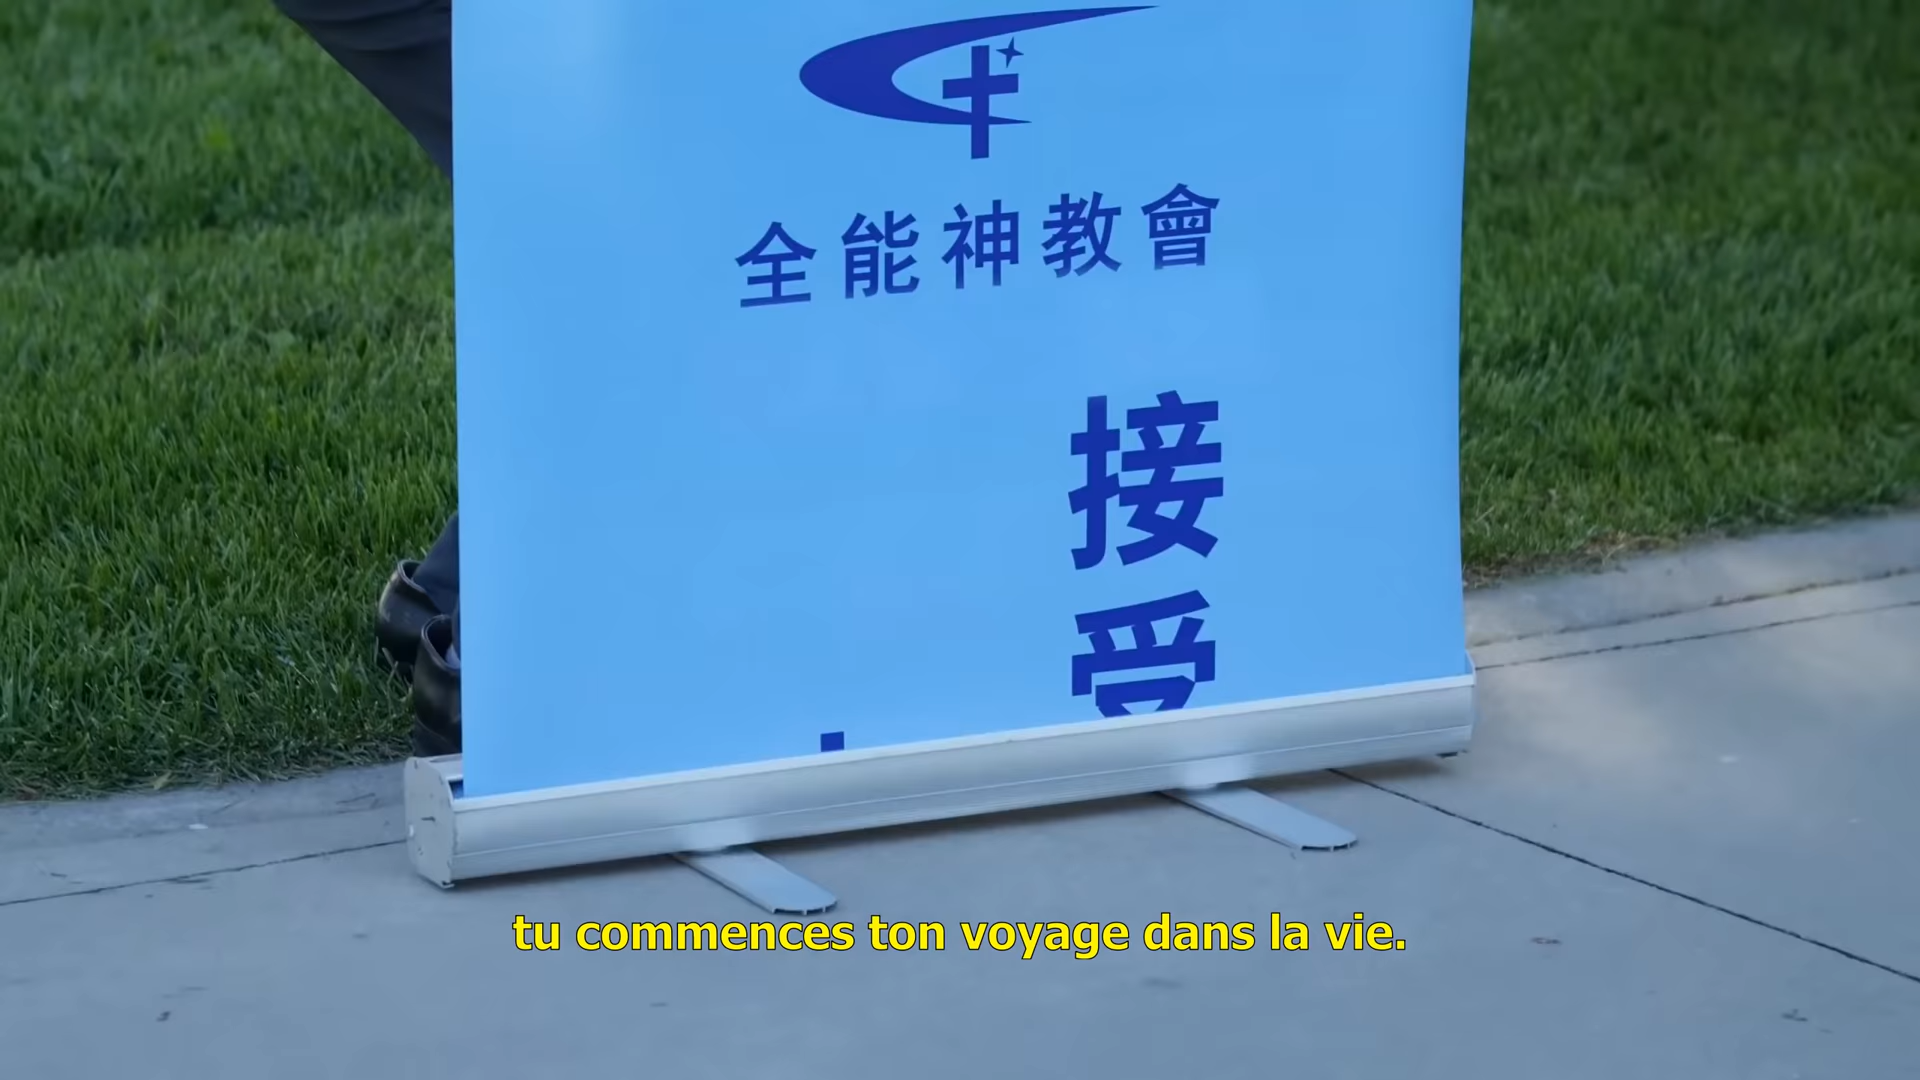 全能神教會
接
受
tu commences ton voyage dans la vie.